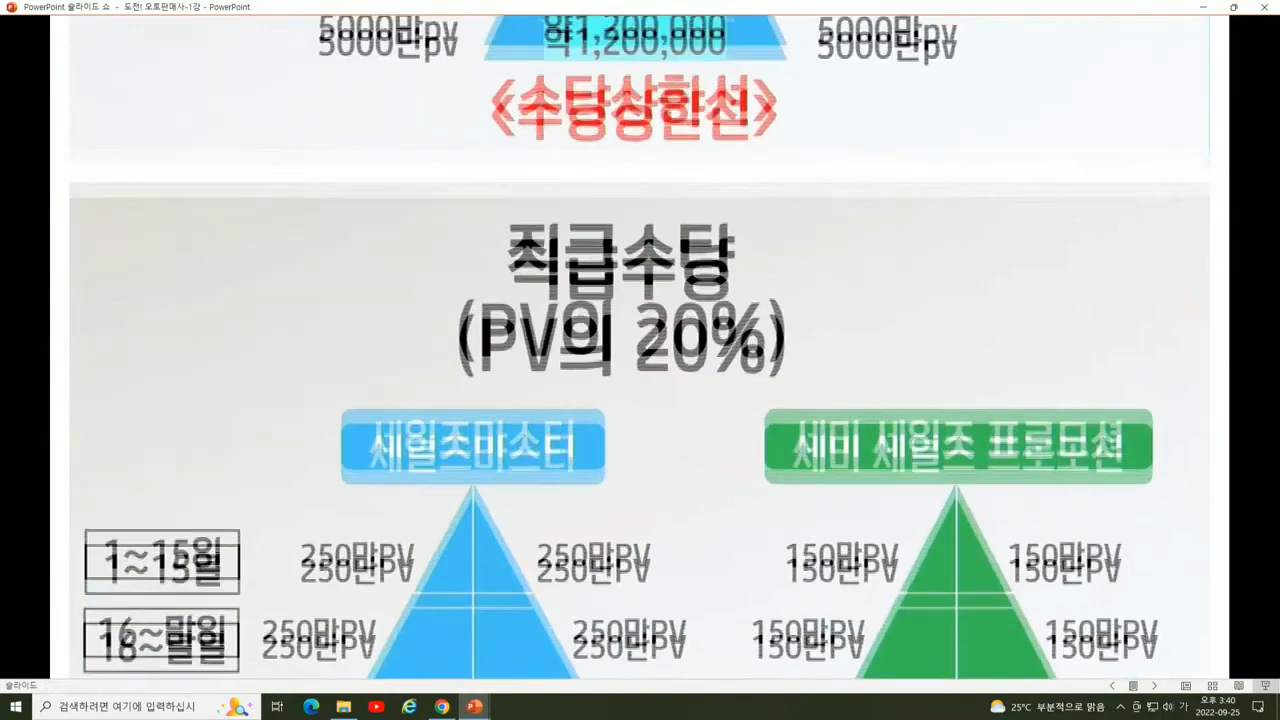 PowerPoint 슬라이드 쇼 - 도전! 오토판매사-1강 - PowerPoint
5000만pv 약1,200,000 5000만pv
<수당상한선>
직급수당
(PV의 20%)
세일즈마스터 세미 세일즈 프로모션
1~15일 250만PV 250만PV 150만PV 150만PV
16~말일 250만PV 250만PV 150만PV 150만PV
슬라이드
검색하려면 여기에 입력하십시
25°C 부분적으로 맑음
가
오후 3:40
2022-09-25